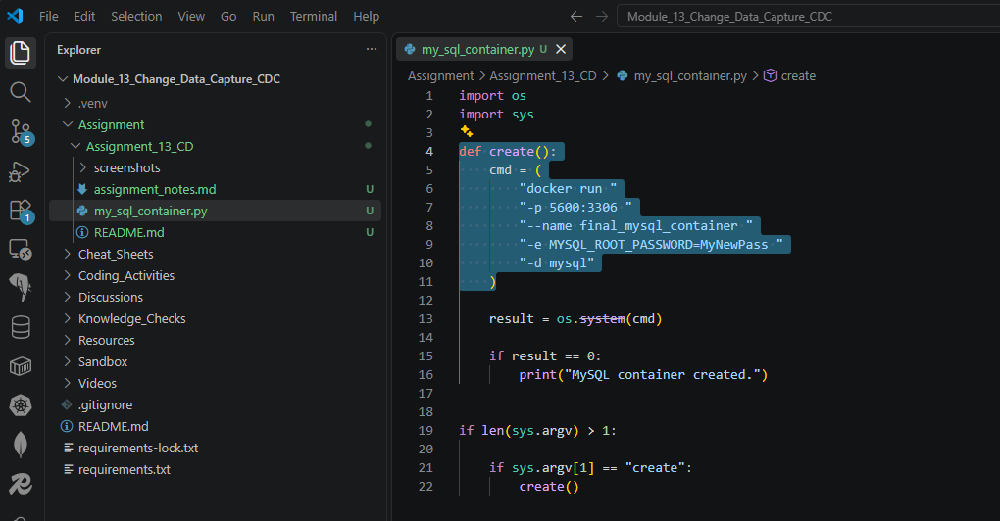 File Edit Selection View Go Run Terminal Help
Module_13_Change_Data_Capture_CDC
Explorer
Module_13_Change_Data_Capture_CDC
.venv
Assignment
Assignment_13_CD
screenshots
assignment_notes.md U
my_sql_container.py U
README.md U
Cheat_Sheets
Coding_Activities
Discussions
Knowledge_Checks
Resources
Sandbox
Videos
.gitignore
README.md
requirements-lock.txt
requirements.txt
5
1
my_sql_container.py U
Assignment > Assignment_13_CD > my_sql_container.py > create
1 import os
2 import sys
3
4 def create():
5 cmd = (
6 "docker run "
7 "-p 5600:3306 "
8 "--name final_mysql_container "
9 "-e MYSQL_ROOT_PASSWORD=MyNewPass "
10 "-d mysql"
11 )
12
13 result = os.system(cmd)
14
15 if result == 0:
16 print("MySQL container created.")
17
18
19 if len(sys.argv) > 1:
20
21 if sys.argv[1] == "create":
22 create()